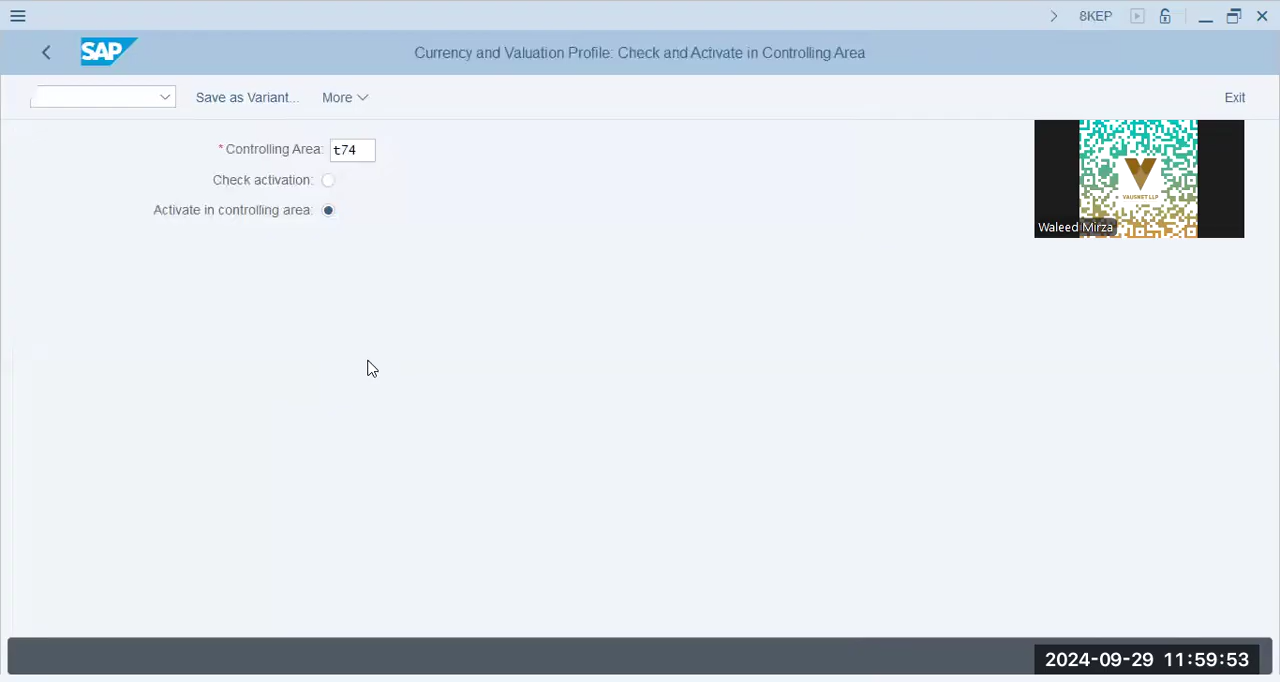 8KEP
SAP
Currency and Valuation Profile: Check and Activate in Controlling Area
Save as Variant...
More
Exit
* Controlling Area: t74
Check activation:
Activate in controlling area:
VAUSNET LLP
Waleed Mirza
2024-09-29 11:59:53